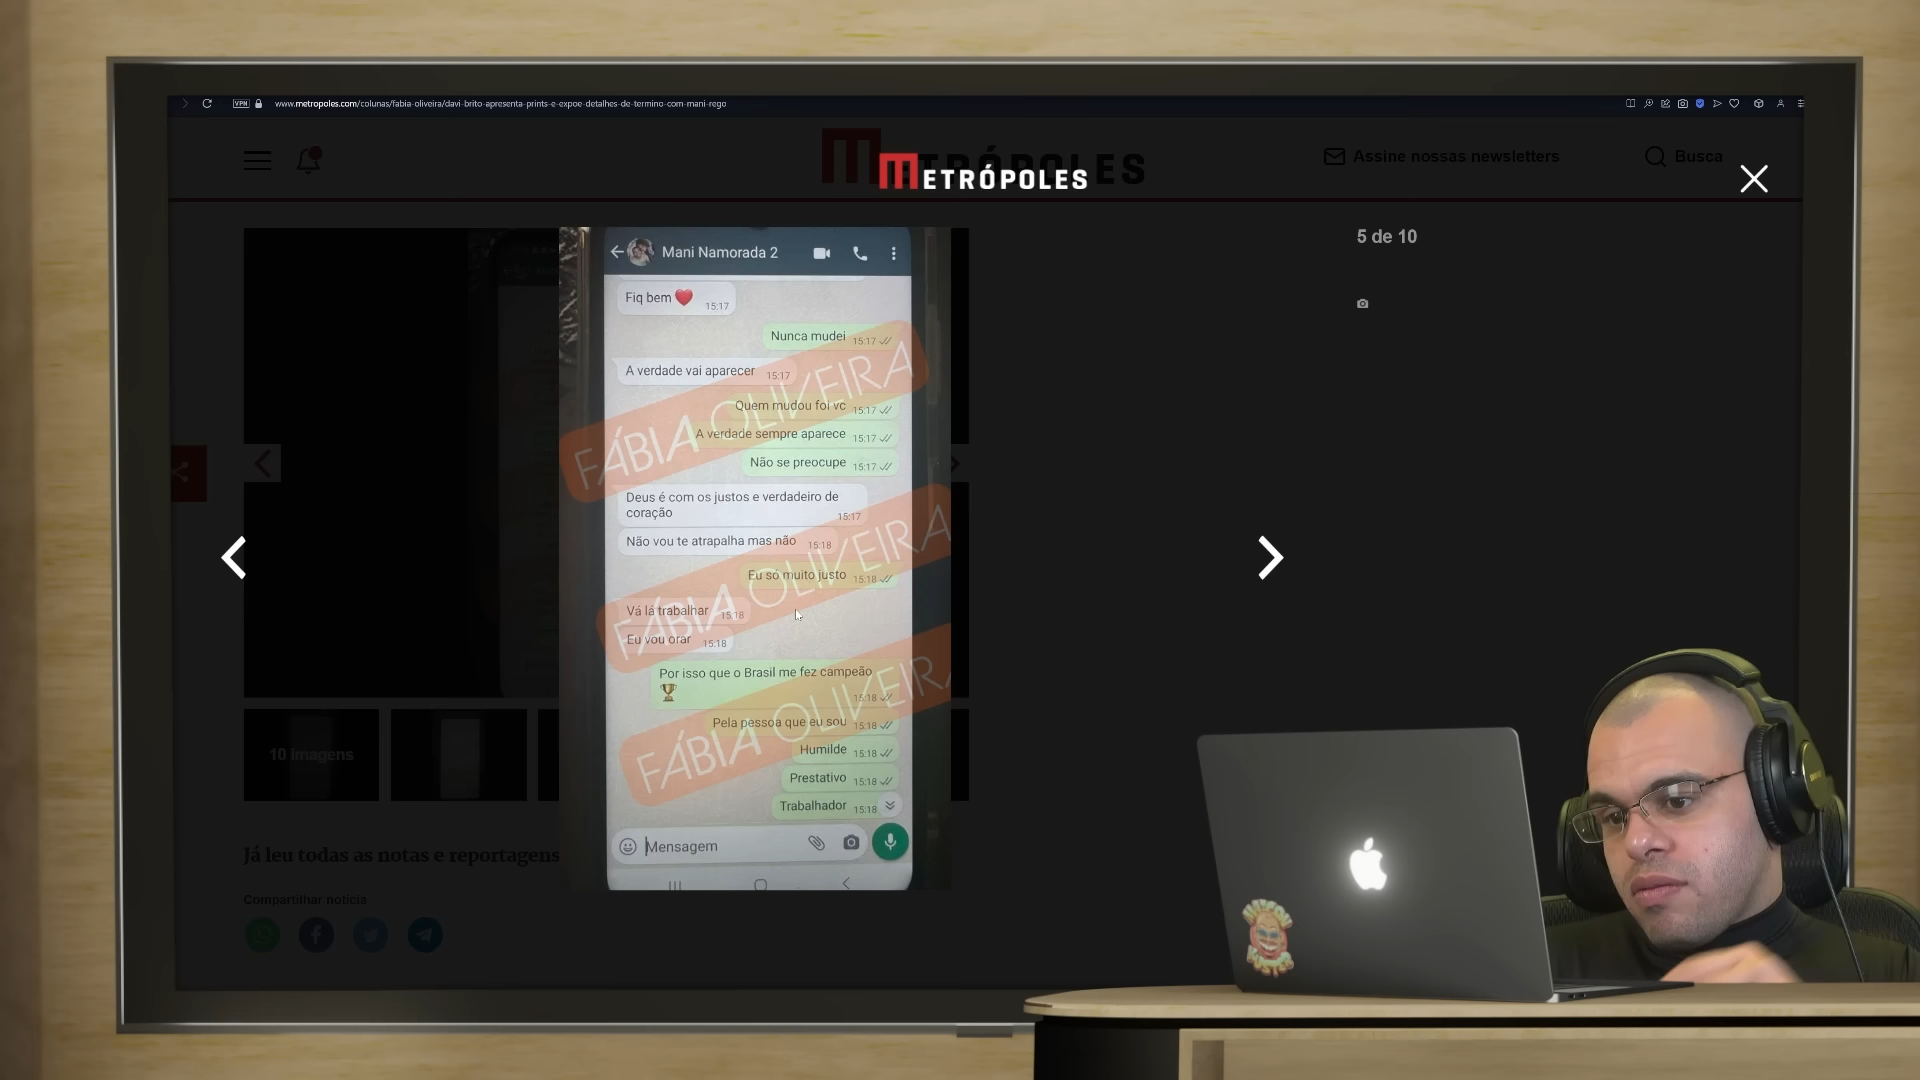 VPN
www.metropoles.com/colunas/fabia-oliveira/davi-brito-apresenta-prints-e-expoe-detalhes-de-termino-com-mani-rego
METRÓPOLES
Assine nossas newsletters
Busca
METRÓPOLES
5 de 10
Mani Namorada 2
Fiq bem
15:17
Nunca mudei 15:17
A verdade vai aparecer 15:17
Quem mudou foi vc 15:17
A verdade sempre aparece 15:17
Não se preocupe 15:17
Deus é com os justos e verdadeiro de
coração 15:17
Não vou te atrapalha mas não 15:18
Eu só muito justo 15:18
Vá lá trabalhar 15:18
Eu vou orar 15:18
Por isso que o Brasil me fez campeão
15:18
Pela pessoa que eu sou 15:18
Humilde 15:18
Prestativo 15:18
Trabalhador 15:18
Mensagem
FÁBIA OLIVEIRA
FÁBIA OLIVEIRA
FÁBIA OLIVEIRA
10 Imagens
Já leu todas as notas e reportagens
Compartilhar notícia